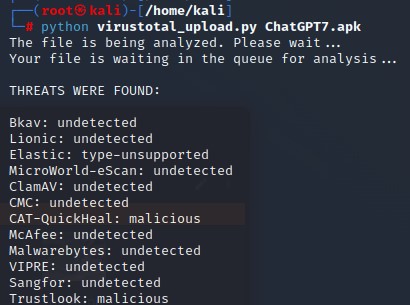 ┌──(root㉿kali)-[/home/kali]
└─# python virustotal_upload.py ChatGPT7.apk
The file is being analyzed. Please wait...
Your file is waiting in the queue for analysis...
THREATS WERE FOUND:
Bkav: undetected
Lionic: undetected
Elastic: type-unsupported
MicroWorld-eScan: undetected
ClamAV: undetected
CMC: undetected
CAT-QuickHeal: malicious
McAfee: undetected
Malwarebytes: undetected
VIPRE: undetected
Sangfor: undetected
Trustlook: malicious